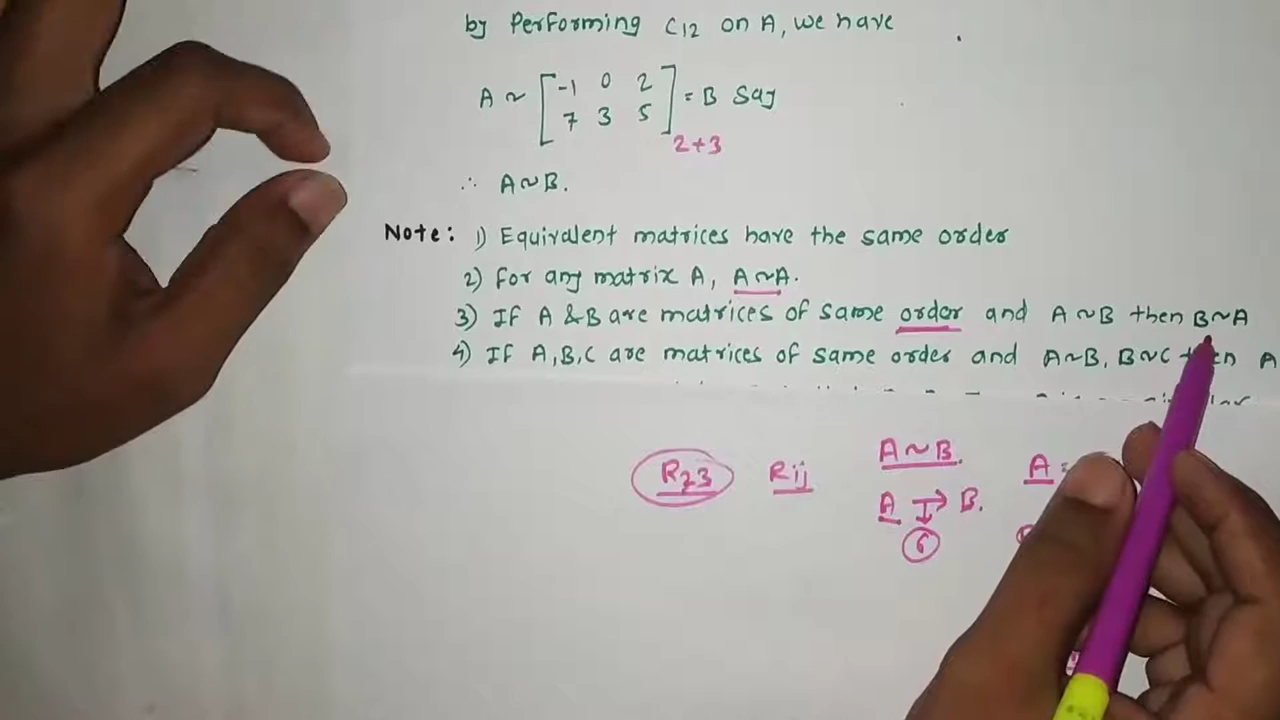 by Performing C12 on A, we have
A ~ [ -1 0 2
7 3 5 ] = B Say
2+3
∴ A~B.
Note: 1) Equivalent matrices have the same order
2) For any matrix A, A~A.
3) If A & B are matrices of same order and A~B then B~A
4) If A,B,C are matrices of same order and A~B, B~C then A
R23 Rij A~B. A =
A → B.
6